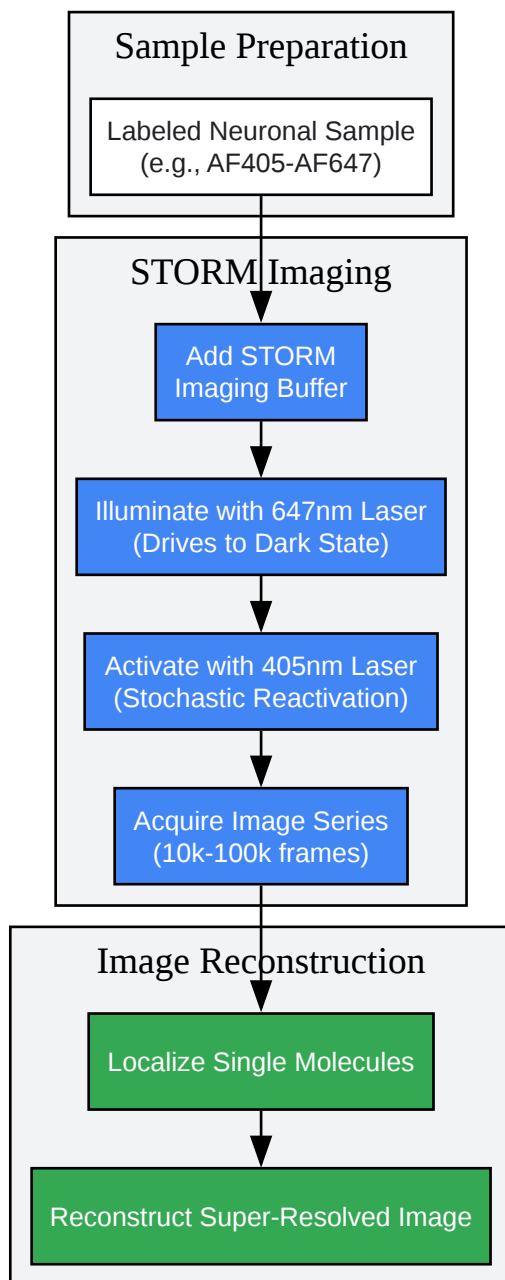 Sample Preparation
Labeled Neuronal Sample
(e.g., AF405-AF647)
STORM Imaging
Add STORM
Imaging Buffer
Illuminate with 647nm Laser
(Drives to Dark State)
Activate with 405nm Laser
(Stochastic Reactivation)
Acquire Image Series
(10k-100k frames)
Image Reconstruction
Localize Single Molecules
Reconstruct Super-Resolved Image